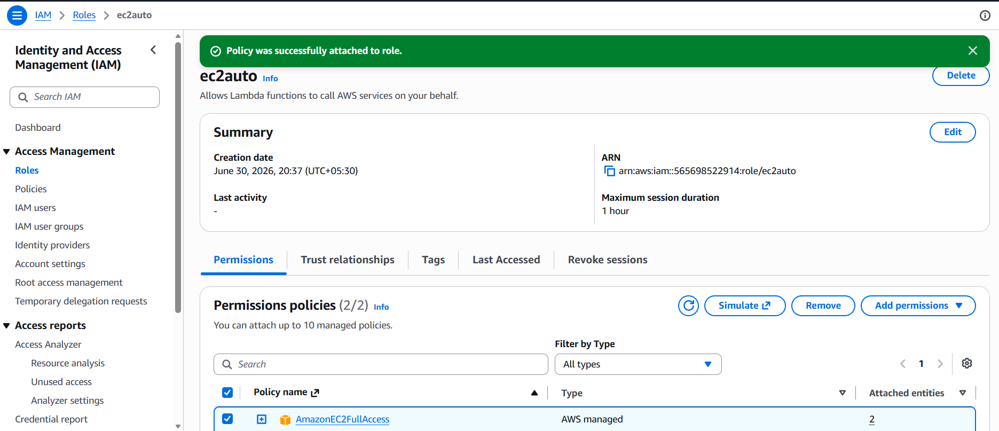 IAM > Roles > ec2auto
Identity and Access Management (IAM)
Search IAM
Dashboard
Access Management
Roles
Policies
IAM users
IAM user groups
Identity providers
Account settings
Root access management
Temporary delegation requests
Access reports
Access Analyzer
Resource analysis
Unused access
Analyzer settings
Credential report
Policy was successfully attached to role.
ec2auto Info
Delete
Allows Lambda functions to call AWS services on your behalf.
Summary
Edit
Creation date
June 30, 2026, 20:37 (UTC+05:30)
ARN
arn:aws:iam::565698522914:role/ec2auto
Last activity
-
Maximum session duration
1 hour
Permissions
Trust relationships
Tags
Last Accessed
Revoke sessions
Permissions policies (2/2) Info
Simulate
Remove
Add permissions
You can attach up to 10 managed policies.
Filter by Type
Search
All types
1
Policy name
Type
Attached entities
AmazonEC2FullAccess
AWS managed
2